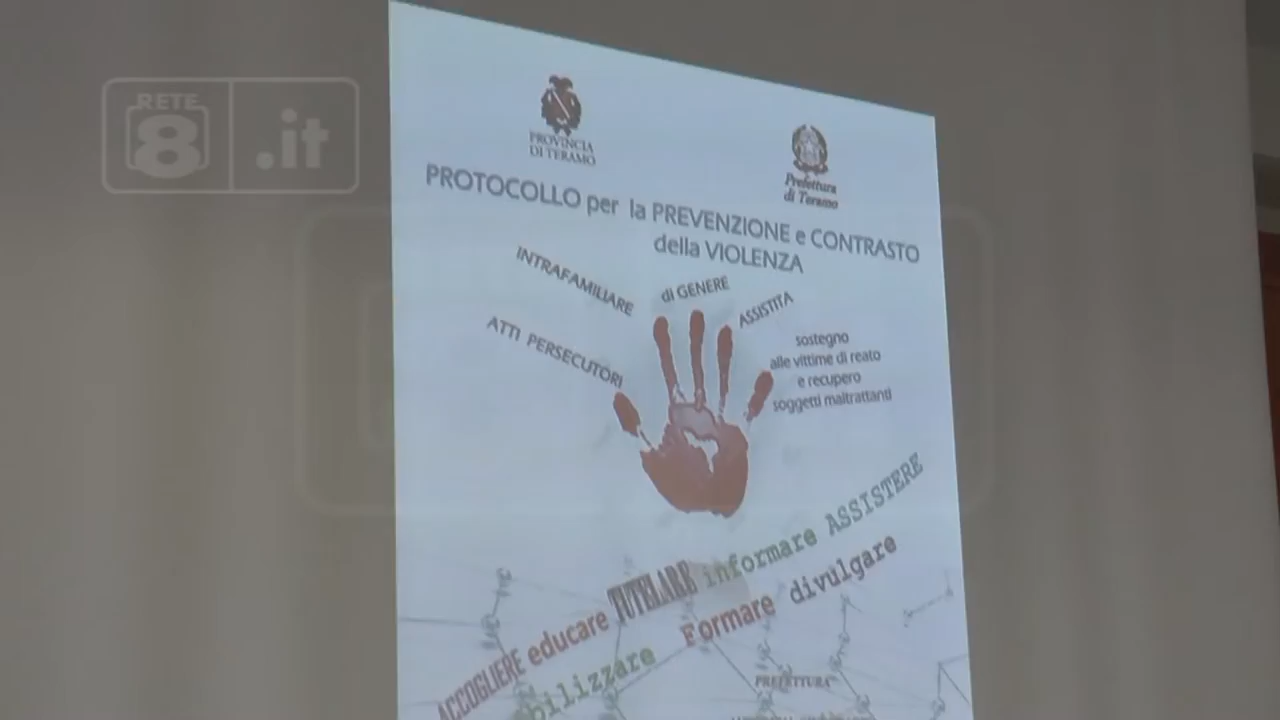 RETE
8 .it
PROVINCIA
DI TERAMO
Prefettura
di Teramo
PROTOCOLLO per la PREVENZIONE e CONTRASTO
della VIOLENZA
ATTI PERSECUTORI
INTRAFAMILIARE
di GENERE
ASSISTITA
sostegno
alle vittime di reato
e recupero
soggetti maltrattanti
ACCOGLIERE educare TUTELARE informare ASSISTERE
bilizzare Formare divulgare
PREFETTURA